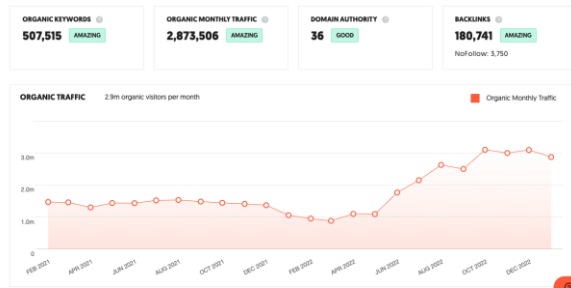 ORGANIC KEYWORDS
507,515 AMAZING
ORGANIC MONTHLY TRAFFIC
2,873,506 AMAZING
DOMAIN AUTHORITY
36 GOOD
BACKLINKS
180,741 AMAZING
NoFollow: 3,750
ORGANIC TRAFFIC 2.9m organic visitors per month
Organic Monthly Traffic
3.0m
2.0m
1.0m
0
FEB 2021 APR 2021 JUN 2021 AUG 2021 OCT 2021 DEC 2021 FEB 2022 APR 2022 JUN 2022 AUG 2022 OCT 2022 DEC 2022